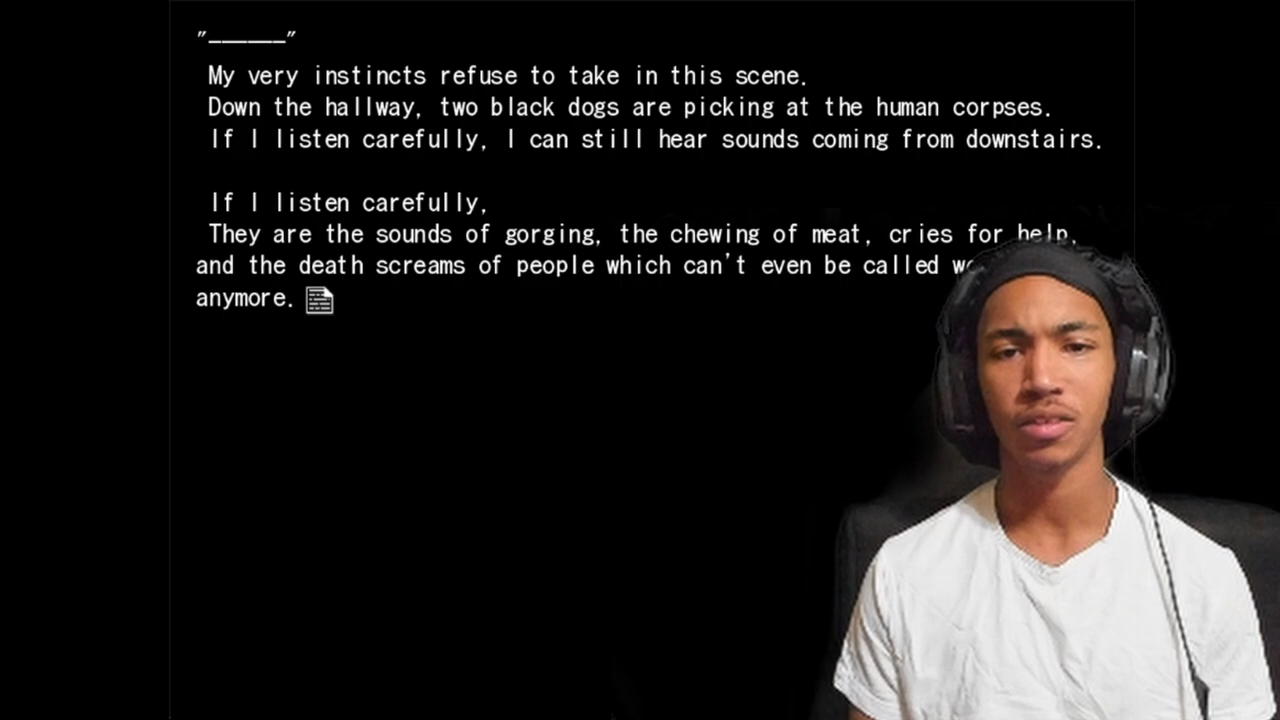 "______"
My very instincts refuse to take in this scene.
Down the hallway, two black dogs are picking at the human corpses.
If I listen carefully, I can still hear sounds coming from downstairs.
If I listen carefully,
They are the sounds of gorging, the chewing of meat, cries for help,
and the death screams of people which can't even be called
anymore.